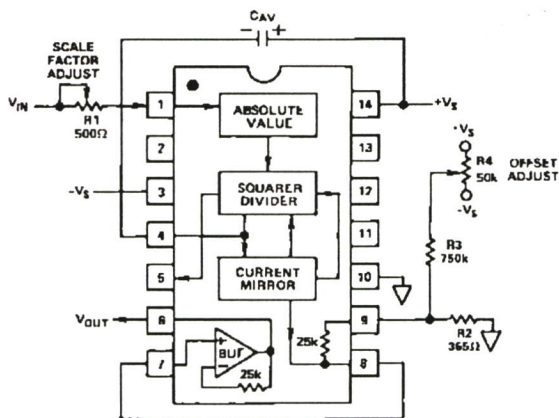 CAV
− +
SCALE
FACTOR
ADJUST
VIN
R1
500Ω
1
2
-VS
3
4
5
VOUT
6
7
ABSOLUTE
VALUE
SQUARER
DIVIDER
CURRENT
MIRROR
+
BUF
−
25k
25k
14
+VS
13
12
11
10
9
8
+VS
R4
50k
OFFSET
ADJUST
-VS
R3
750k
R2
365Ω